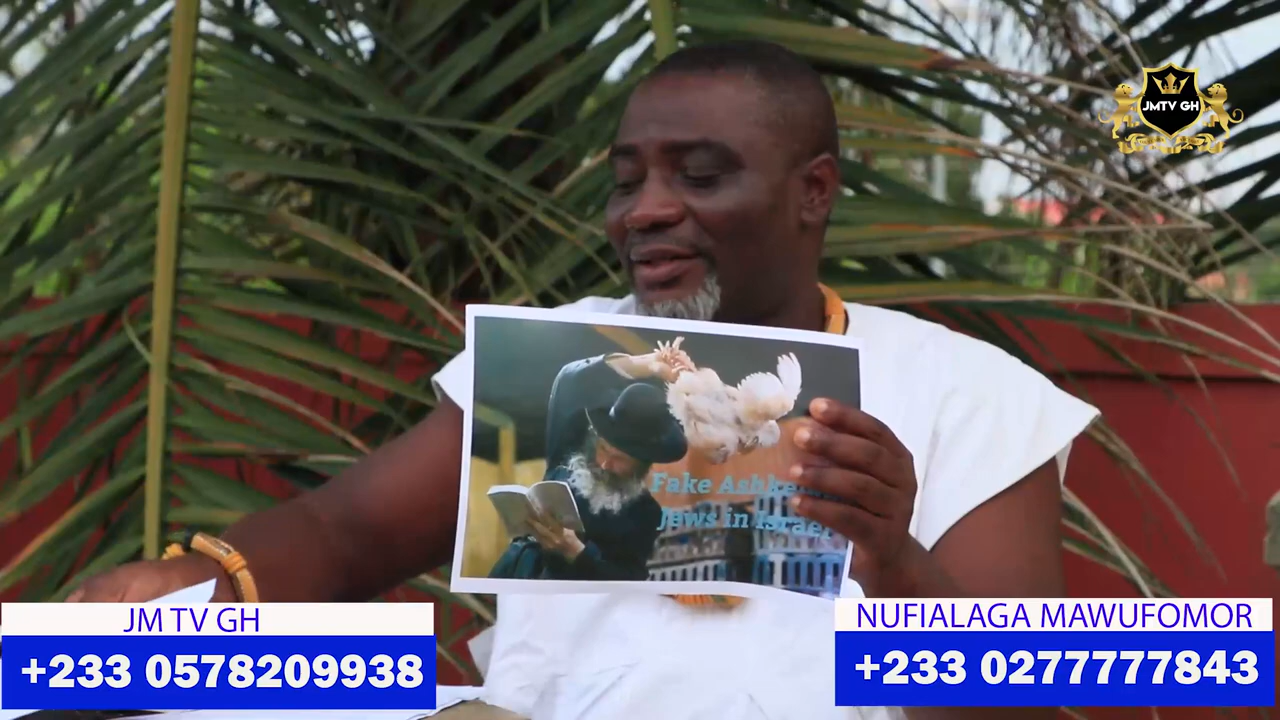 JMTV GH
Fake
Jews in Israel
JM TV GH
+233 0578209938
NUFIALAGA MAWUFOMOR
+233 0277777843